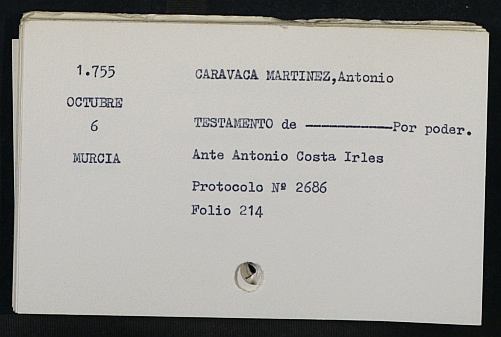 1.755 CARAVACA MARTINEZ,Antonio
OCTUBRE
6 TESTAMENTO de ----------Por poder.
MURCIA Ante Antonio Costa Irles
Protocolo Nº 2686
Folio 214